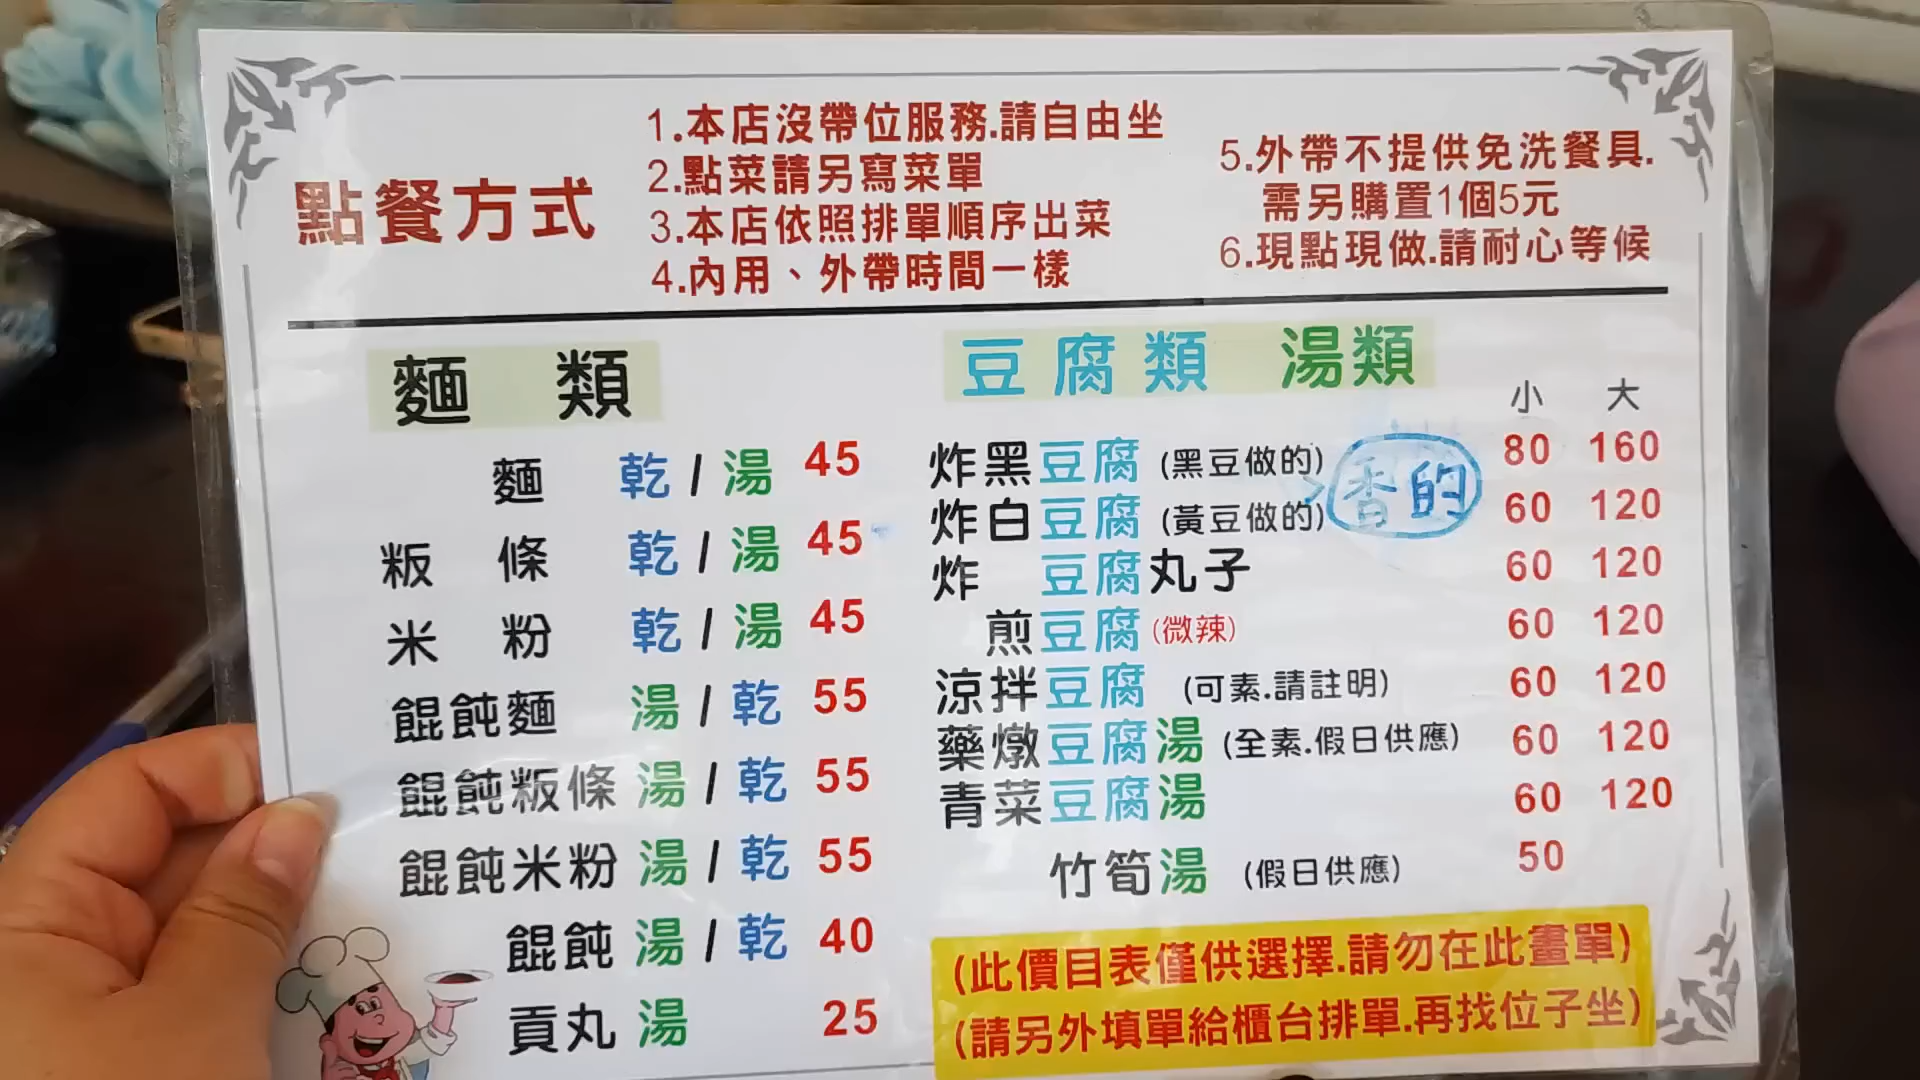 點餐方式
1.本店沒帶位服務.請自由坐
2.點菜請另寫菜單
3.本店依照排單順序出菜
4.內用、外帶時間一樣
5.外帶不提供免洗餐具.
需另購置1個5元
6.現點現做.請耐心等候
麵 類
麵 乾/湯 45
粄 條 乾/湯 45
米 粉 乾/湯 45
餛飩麵 湯/乾 55
餛飩粄條 湯/乾 55
餛飩米粉 湯/乾 55
餛飩 湯/乾 40
貢丸 湯 25
豆腐類 湯類
小 大
炸黑豆腐 (黑豆做的) 80 160
香的
炸白豆腐 (黃豆做的) 60 120
炸 豆腐丸子 60 120
煎豆腐 (微辣) 60 120
涼拌豆腐 (可素.請註明) 60 120
藥燉豆腐湯 (全素.假日供應) 60 120
青菜豆腐湯 60 120
竹筍湯 (假日供應) 50
(此價目表僅供選擇.請勿在此畫單)
(請另外填單給櫃台排單.再找位子坐)